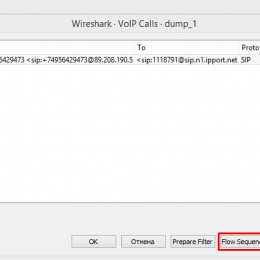 Wireshark · VoIP Calls · dump_1
To Proto
6429473 <sip:+74956429473@89.208.190.5 <sip:1118791@sip.n1.ipport.net SIP
OK Отмена Prepare Filter Flow Sequen